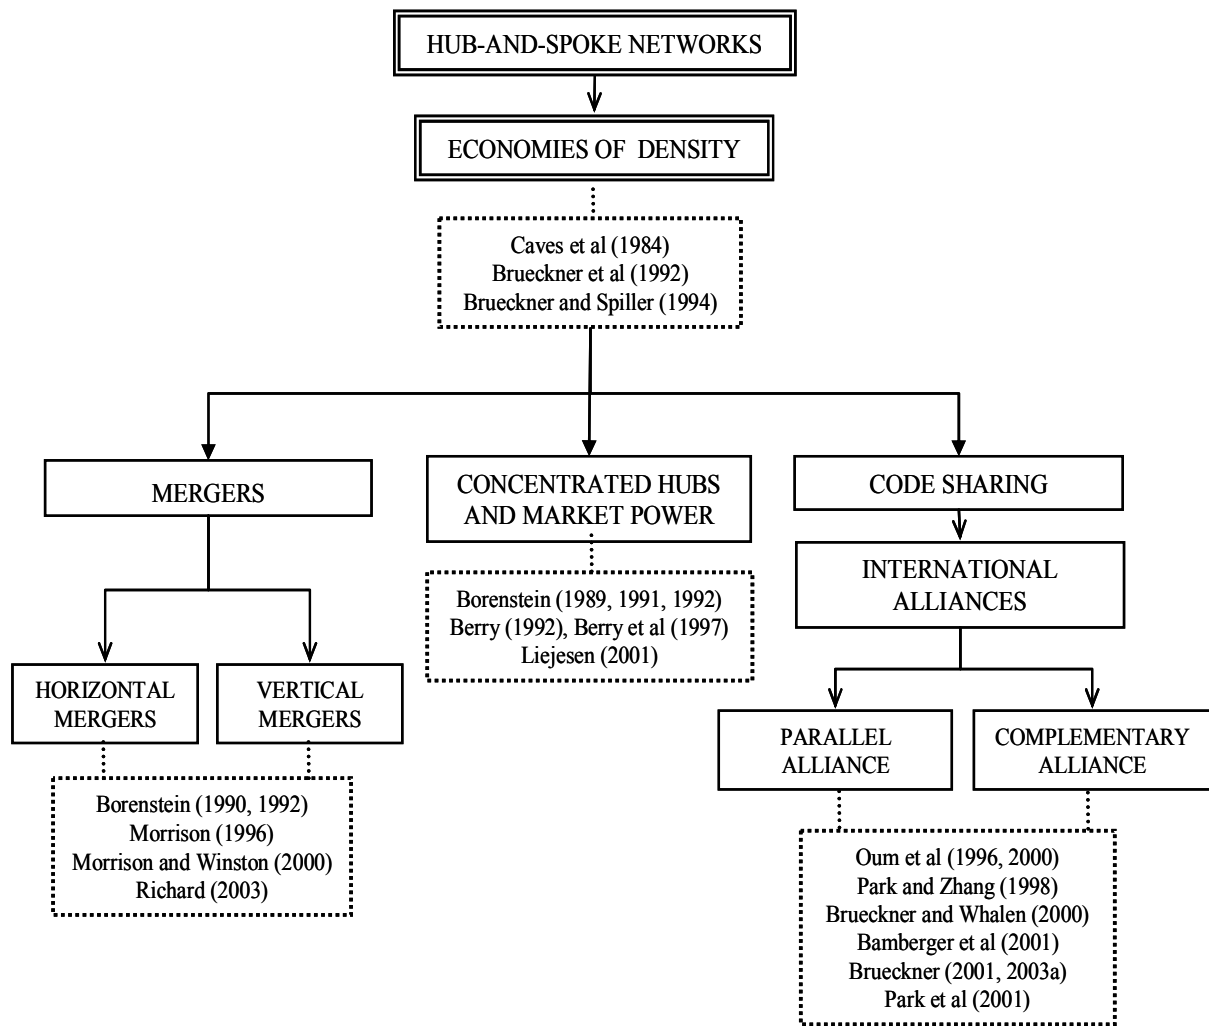 HUB-AND-SPOKE NETWORKS
ECONOMIES OF DENSITY
Caves et al (1984)
Brueckner et al (1992)
Brueckner and Spiller (1994)
MERGERS
CONCENTRATED HUBS
AND MARKET POWER
CODE SHARING
Borenstein (1989, 1991, 1992)
Berry (1992), Berry et al (1997)
Liejesen (2001)
INTERNATIONAL
ALLIANCES
HORIZONTAL
MERGERS
VERTICAL
MERGERS
Borenstein (1990, 1992)
Morrison (1996)
Morrison and Winston (2000)
Richard (2003)
PARALLEL
ALLIANCE
COMPLEMENTARY
ALLIANCE
Oum et al (1996, 2000)
Park and Zhang (1998)
Brueckner and Whalen (2000)
Bamberger et al (2001)
Brueckner (2001, 2003a)
Park et al (2001)